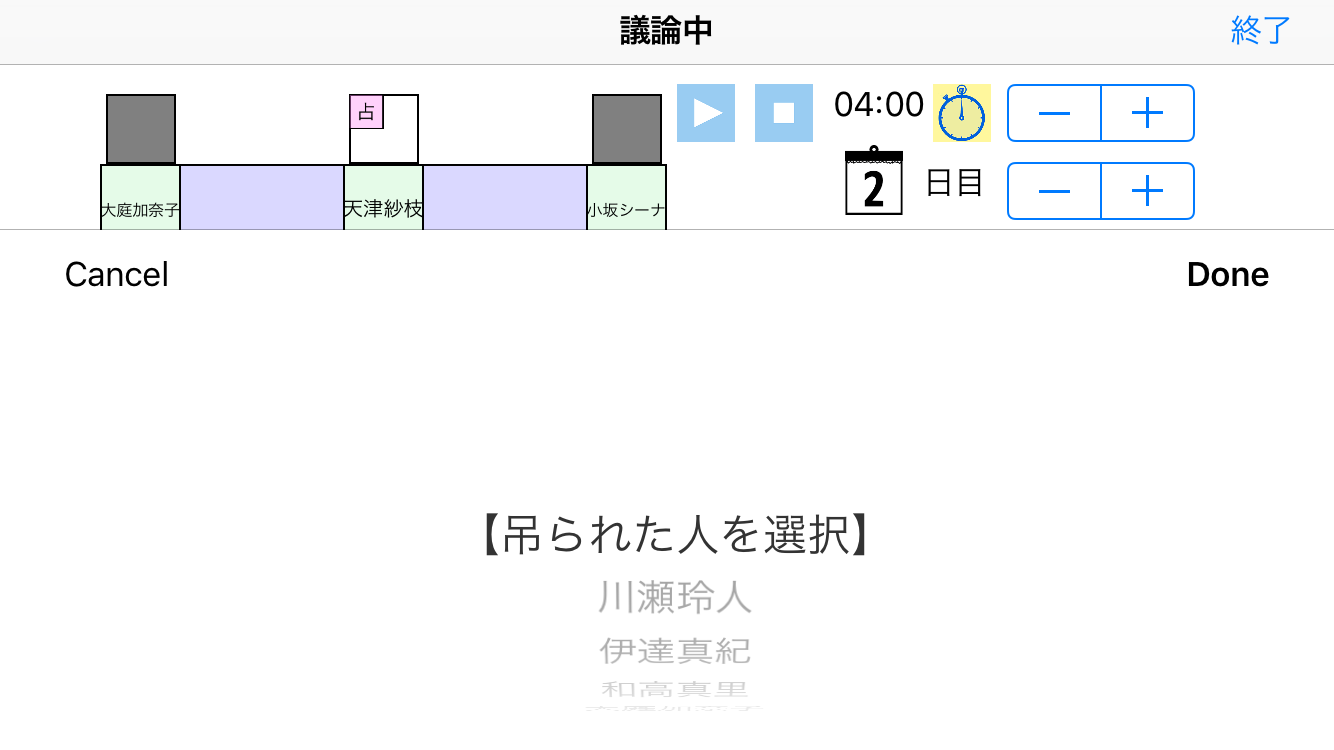 議論中
終了
占
04:00
2 日目
大庭加奈子
天津紗枝
小坂シーナ
Cancel
Done
【吊られた人を選択】
川瀬玲人
伊達真紀
和高真里